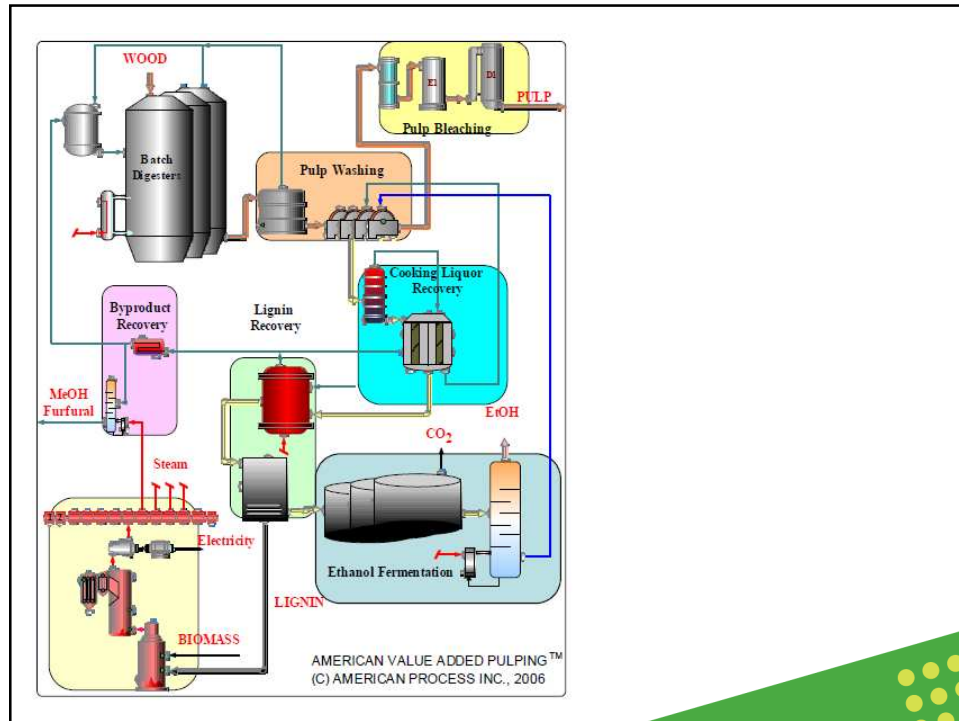 WOOD
E1
D1
PULP
Pulp Bleaching
Batch
Digesters
Pulp Washing
Cooking Liquor
Recovery
Byproduct
Recovery
Lignin
Recovery
MeOH
Furfural
EtOH
CO2
Steam
Electricity
Ethanol Fermentation
LIGNIN
BIOMASS
AMERICAN VALUE ADDED PULPING™
(C) AMERICAN PROCESS INC., 2006